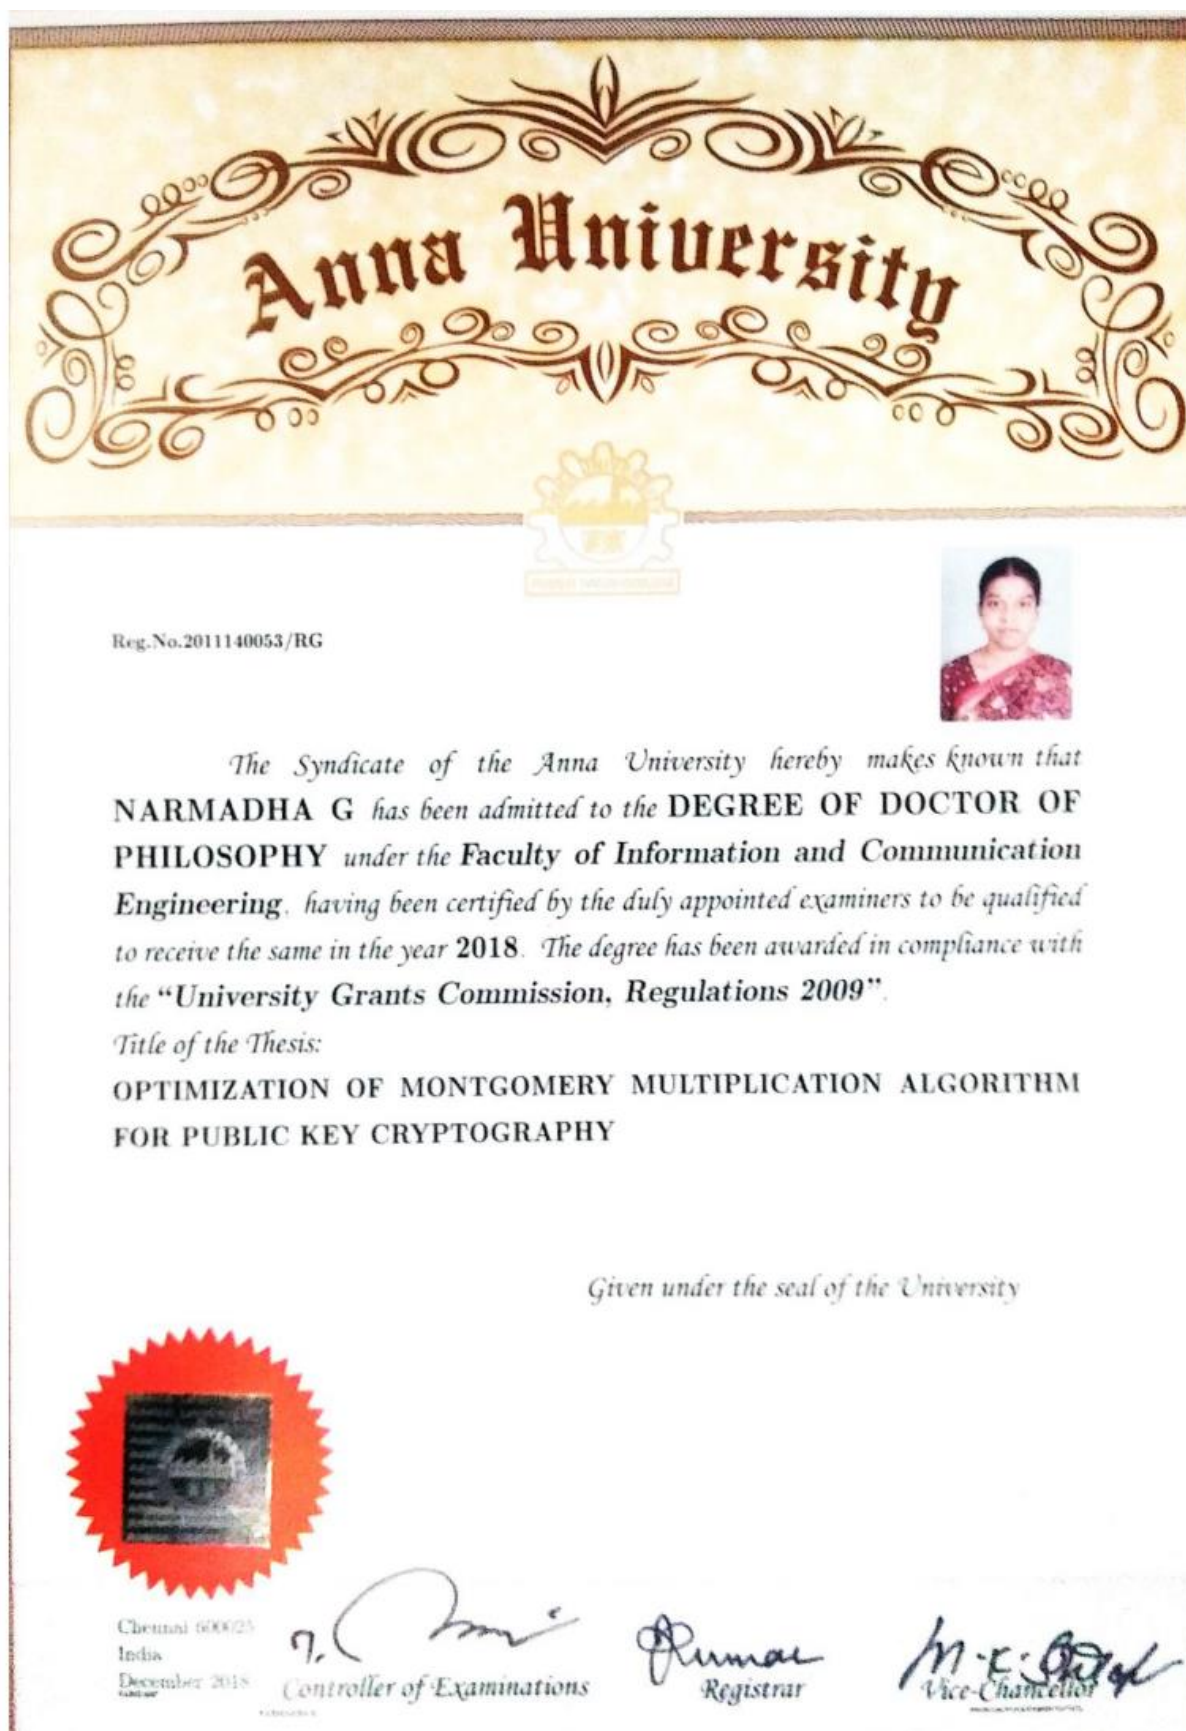 Anna University
Reg.No.2011140053/RG
The Syndicate of the Anna University hereby makes known that
NARMADHA G has been admitted to the DEGREE OF DOCTOR OF
PHILOSOPHY under the Faculty of Information and Communication
Engineering, having been certified by the duly appointed examiners to be qualified
to receive the same in the year 2018. The degree has been awarded in compliance with
the “University Grants Commission, Regulations 2009”.
Title of the Thesis:
OPTIMIZATION OF MONTGOMERY MULTIPLICATION ALGORITHM
FOR PUBLIC KEY CRYPTOGRAPHY
Given under the seal of the University
Chennai 600025
India
December 2018
Controller of Examinations
Registrar
Vice-Chancellor